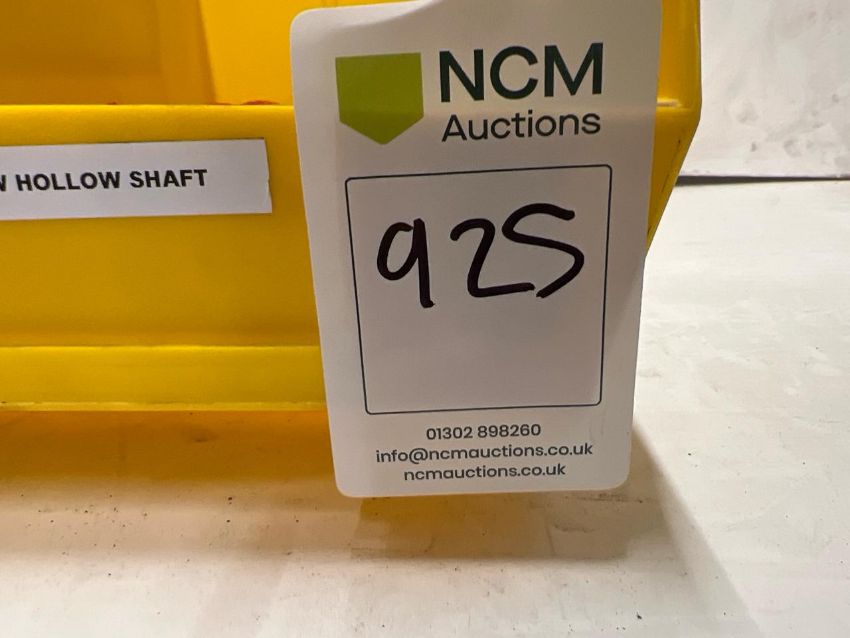 NCM
Auctions
HOLLOW SHAFT
925
01302 898260
info@ncmauctions.co.uk
ncmauctions.co.uk